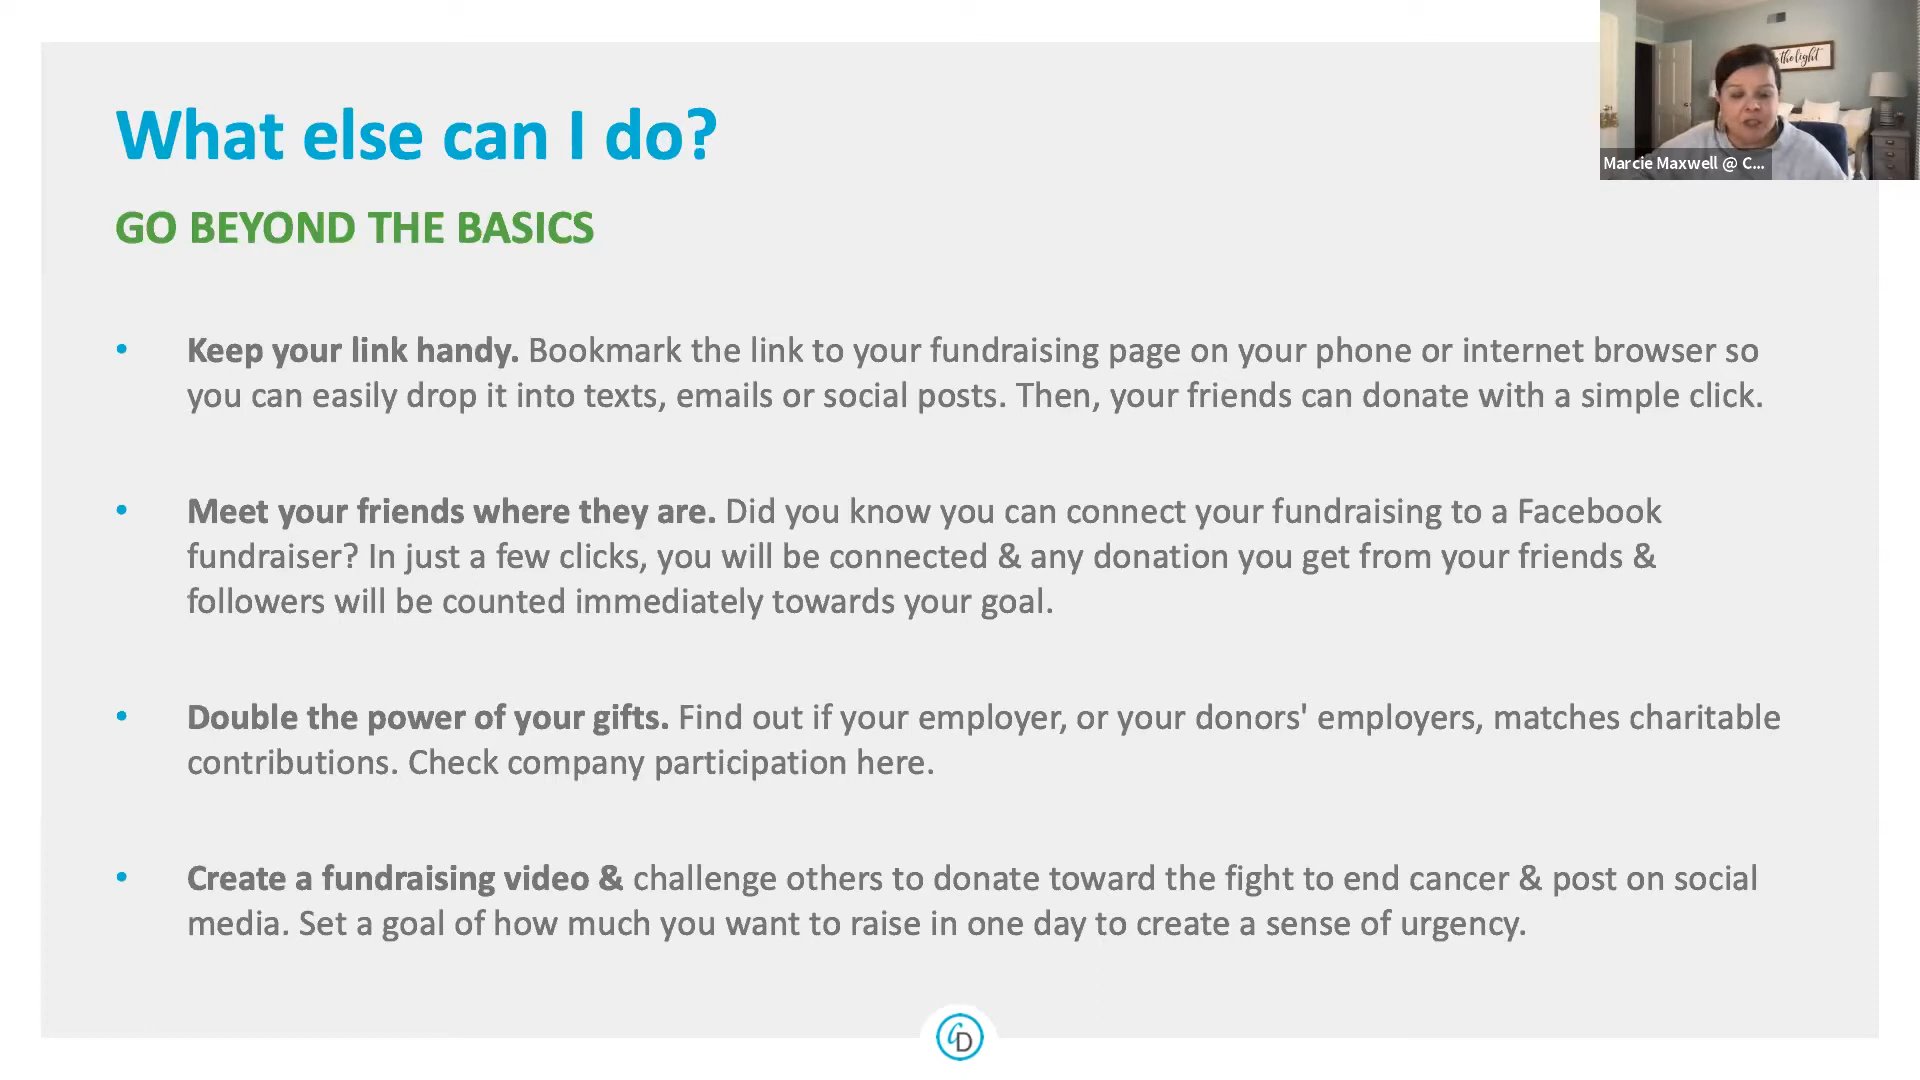 What else can I do?
the light
Marcie Maxwell @ C...
GO BEYOND THE BASICS
• Keep your link handy. Bookmark the link to your fundraising page on your phone or internet browser so
you can easily drop it into texts, emails or social posts. Then, your friends can donate with a simple click.
• Meet your friends where they are. Did you know you can connect your fundraising to a Facebook
fundraiser? In just a few clicks, you will be connected & any donation you get from your friends &
followers will be counted immediately towards your goal.
• Double the power of your gifts. Find out if your employer, or your donors' employers, matches charitable
contributions. Check company participation here.
• Create a fundraising video & challenge others to donate toward the fight to end cancer & post on social
media. Set a goal of how much you want to raise in one day to create a sense of urgency.
CD